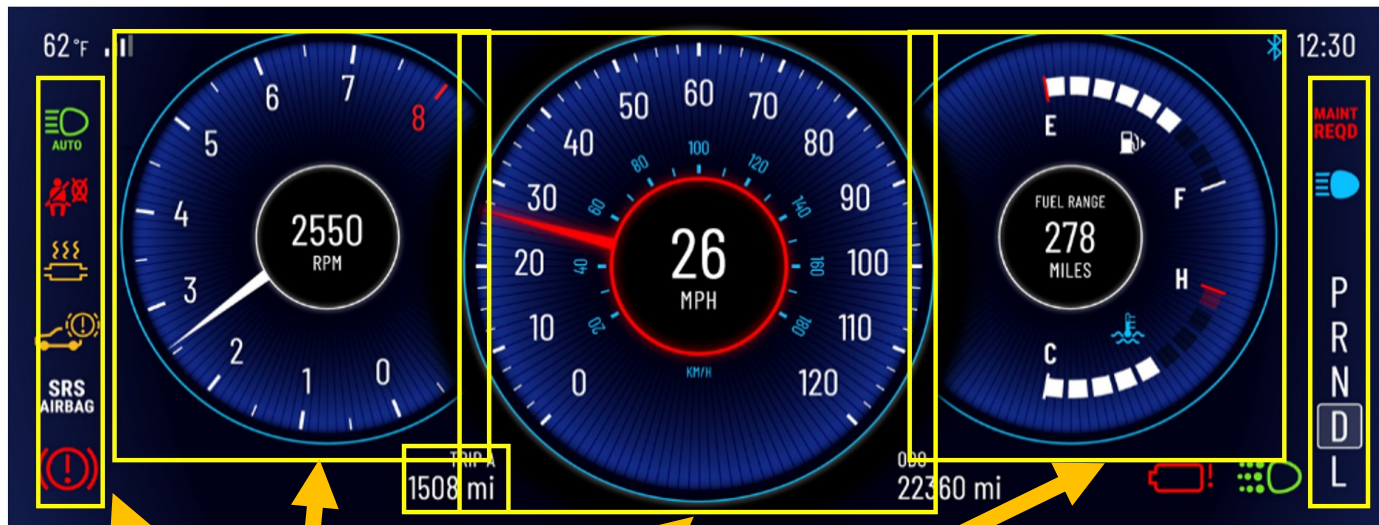 62°F
12:30
AUTO
SRS
AIRBAG
0
1
2
3
4
5
6
7
8
2550
RPM
0
10
20
30
40
50
60
70
80
90
100
110
120
20
40
60
80
100
120
140
160
180
KM/H
26
MPH
E
F
FUEL RANGE
278
MILES
H
C
MAINT
REQD
P
R
N
D
L
TRIP A
1508 mi
ODO
22360 mi
!